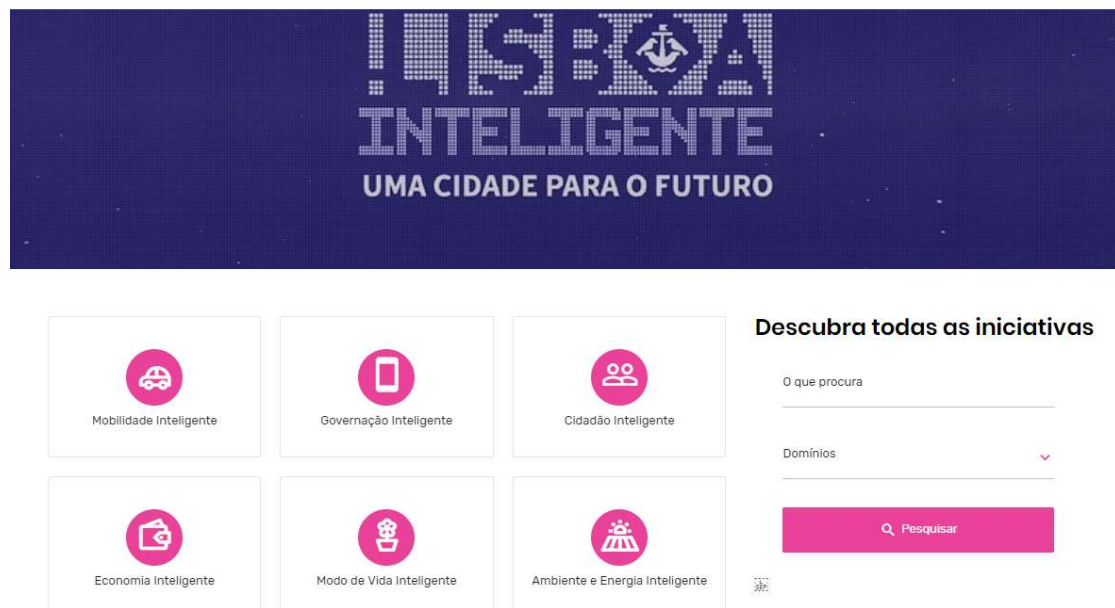 LISBOA
INTELIGENTE
UMA CIDADE PARA O FUTURO
Descubra todas as iniciativas
Mobilidade Inteligente
Governação Inteligente
Cidadão Inteligente
O que procura
Domínios
Pesquisar
Economia Inteligente
Modo de Vida Inteligente
Ambiente e Energia Inteligente
L SEP